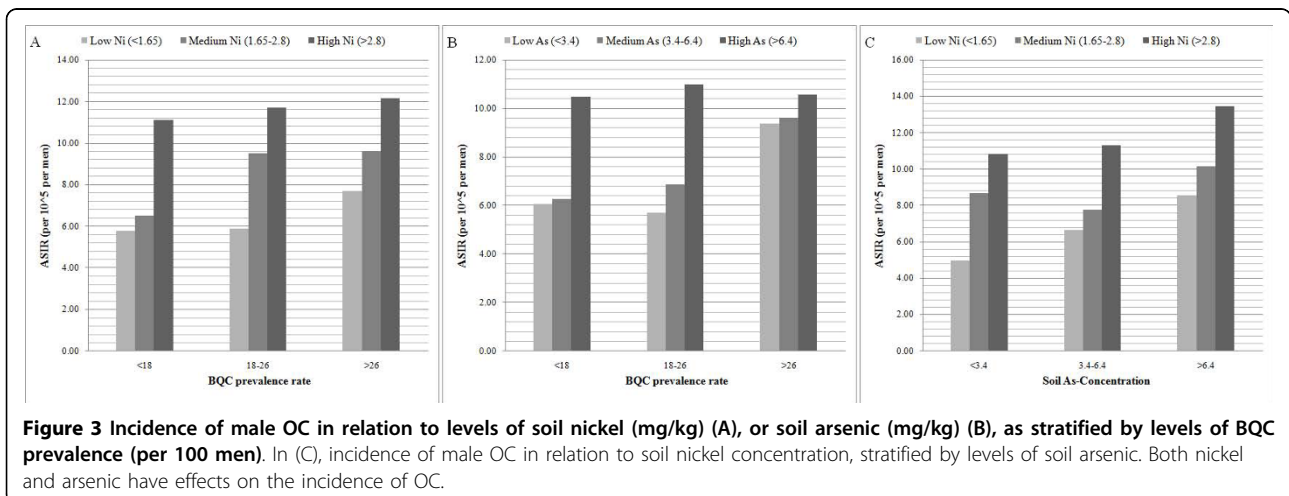 A
Low Ni (<1.65) Medium Ni (1.65-2.8) High Ni (>2.8)
14.00
12.00
10.00
8.00
6.00
4.00
2.00
0.00
ASIR (per 10^5 per men)
<18 18-26 >26
BQC prevalence rate
B
Low As (<3.4) Medium As (3.4-6.4) High As (>6.4)
12.00
10.00
8.00
6.00
4.00
2.00
0.00
ASIR (per 10^5 per men)
<18 18-26 >26
BQC prevalence rate
C
Low Ni (<1.65) Medium Ni (1.65-2.8) High Ni (>2.8)
16.00
14.00
12.00
10.00
8.00
6.00
4.00
2.00
0.00
ASIR (per 10^5 per men)
<3.4 3.4-6.4 >6.4
Soil As-Concentration
Figure 3 Incidence of male OC in relation to levels of soil nickel (mg/kg) (A), or soil arsenic (mg/kg) (B), as stratified by levels of BQC
prevalence (per 100 men). In (C), incidence of male OC in relation to soil nickel concentration, stratified by levels of soil arsenic. Both nickel
and arsenic have effects on the incidence of OC.